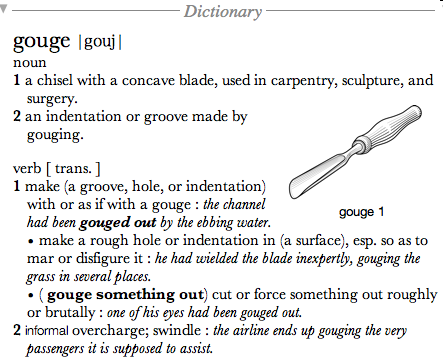 Dictionary
gouge |gouj|
noun
1 a chisel with a concave blade, used in carpentry, sculpture, and
surgery.
2 an indentation or groove made by
gouging.
verb [ trans. ]
1 make (a groove, hole, or indentation)
with or as if with a gouge : the channel
had been gouged out by the ebbing water.
gouge 1
• make a rough hole or indentation in (a surface), esp. so as to
mar or disfigure it : he had wielded the blade inexpertly, gouging the
grass in several places.
• ( gouge something out) cut or force something out roughly
or brutally : one of his eyes had been gouged out.
2 informal overcharge; swindle : the airline ends up gouging the very
passengers it is supposed to assist.